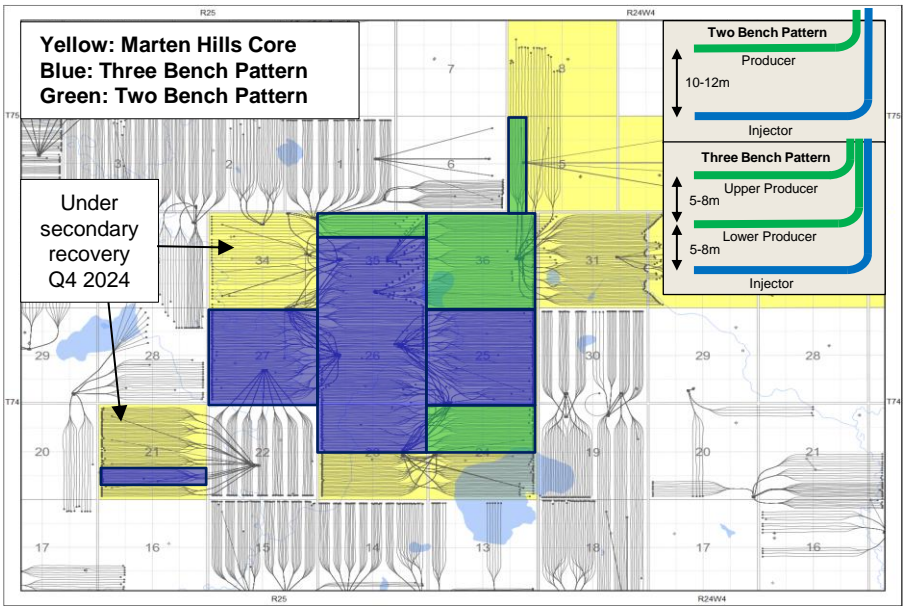 R25
R24W4
Yellow: Marten Hills Core
Blue: Three Bench Pattern
Green: Two Bench Pattern
Two Bench Pattern
Producer
10-12m
Injector
Three Bench Pattern
Upper Producer
5-8m
Lower Producer
5-8m
Injector
T75
T75
7
8
3
2
1
6
5
Under
secondary
recovery
Q4 2024
34
35
36
31
29
28
27
26
25
30
29
28
T74
T74
20
21
22
23
19
20
21
17
16
15
14
13
18
17
16
R25
R24W4